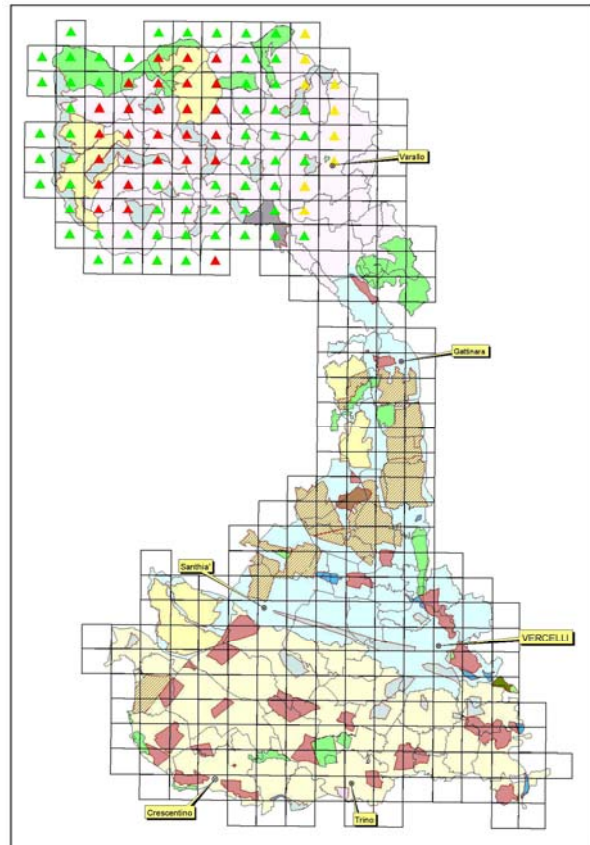 Varallo
Gattinara
Santhia'
VERCELLI
Crescentino
Trino